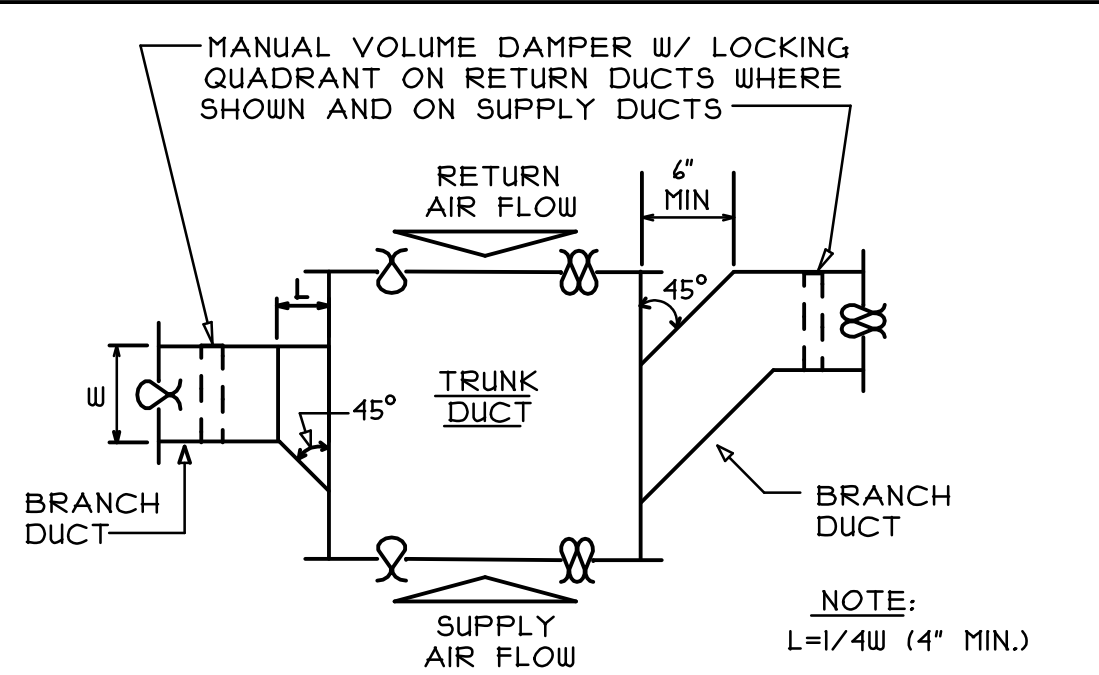 MANUAL VOLUME DAMPER W/ LOCKING
QUADRANT ON RETURN DUCTS WHERE
SHOWN AND ON SUPPLY DUCTS
RETURN
AIR FLOW
6"
MIN
L
45°
W
TRUNK
DUCT
45°
BRANCH
DUCT
BRANCH
DUCT
SUPPLY
AIR FLOW
NOTE:
L=1/4W (4" MIN.)